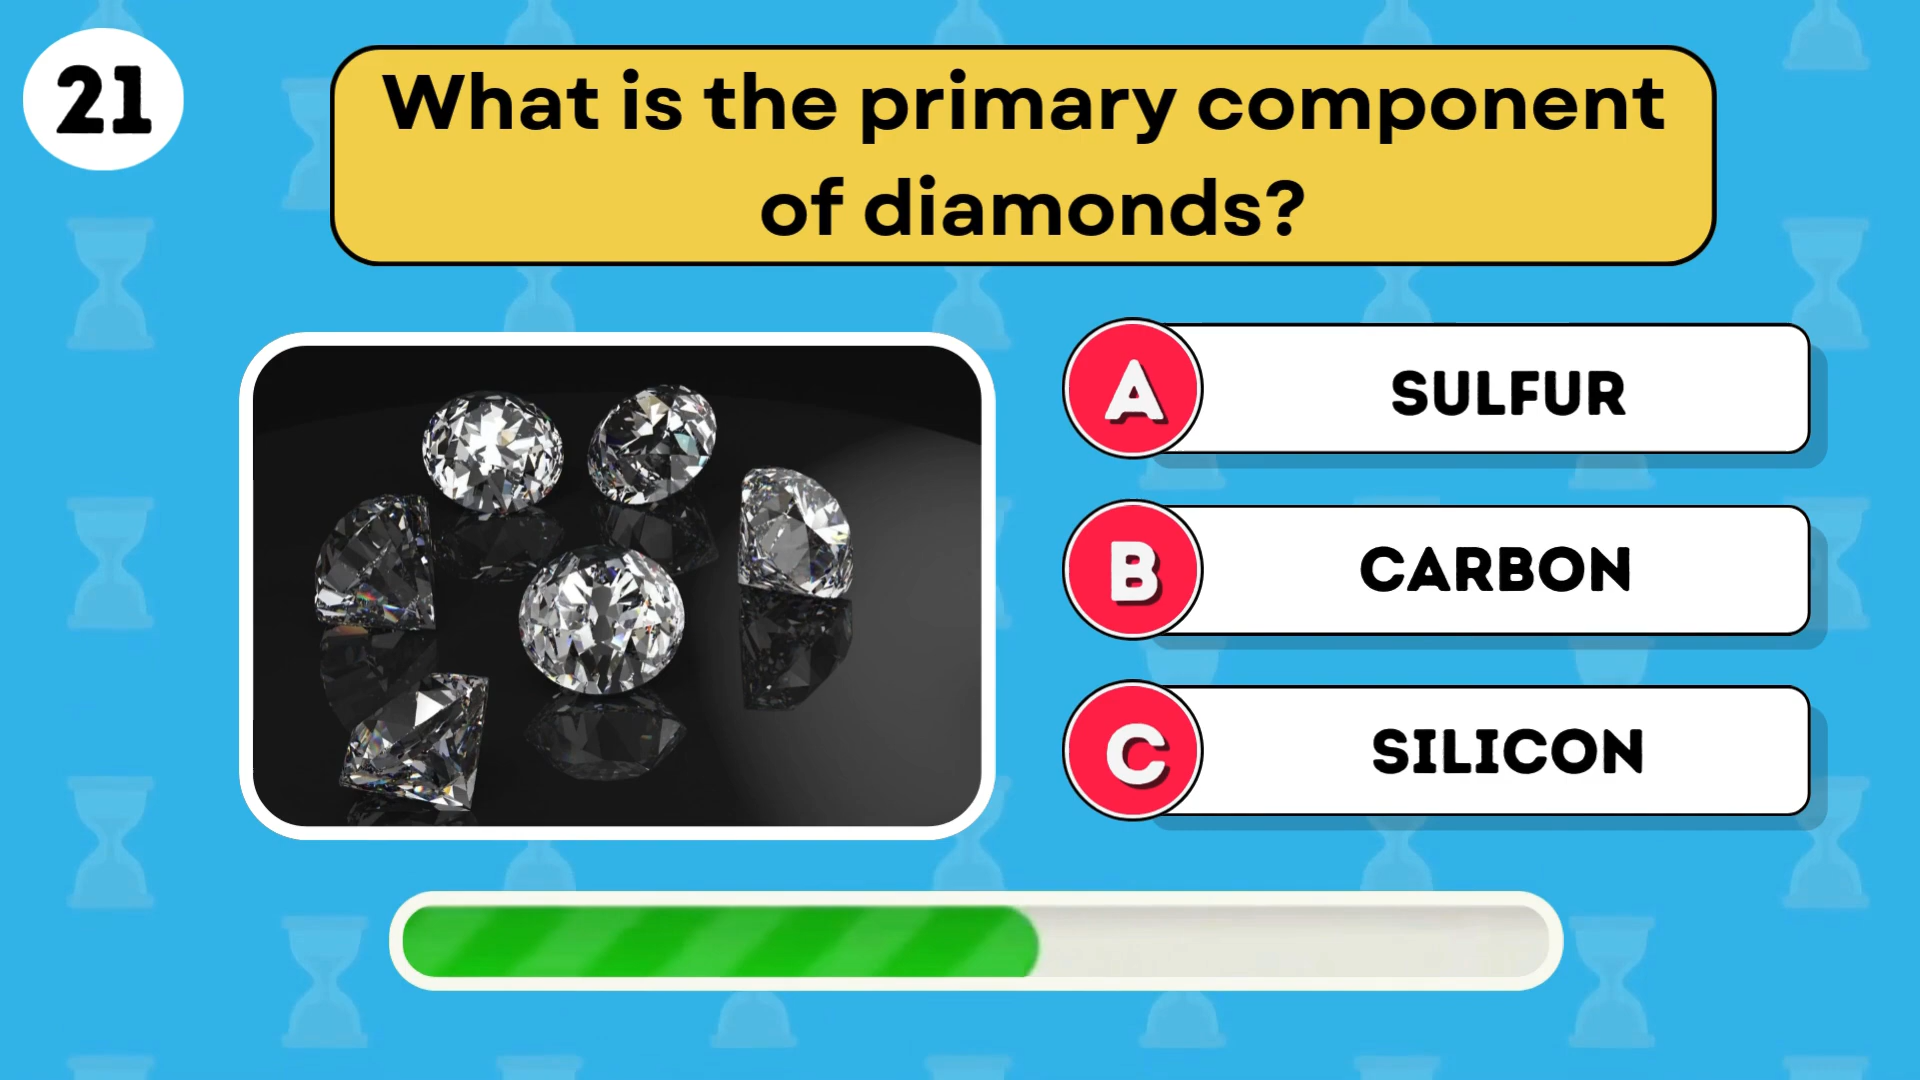 21
What is the primary component
of diamonds?
A
SULFUR
B
CARBON
C
SILICON